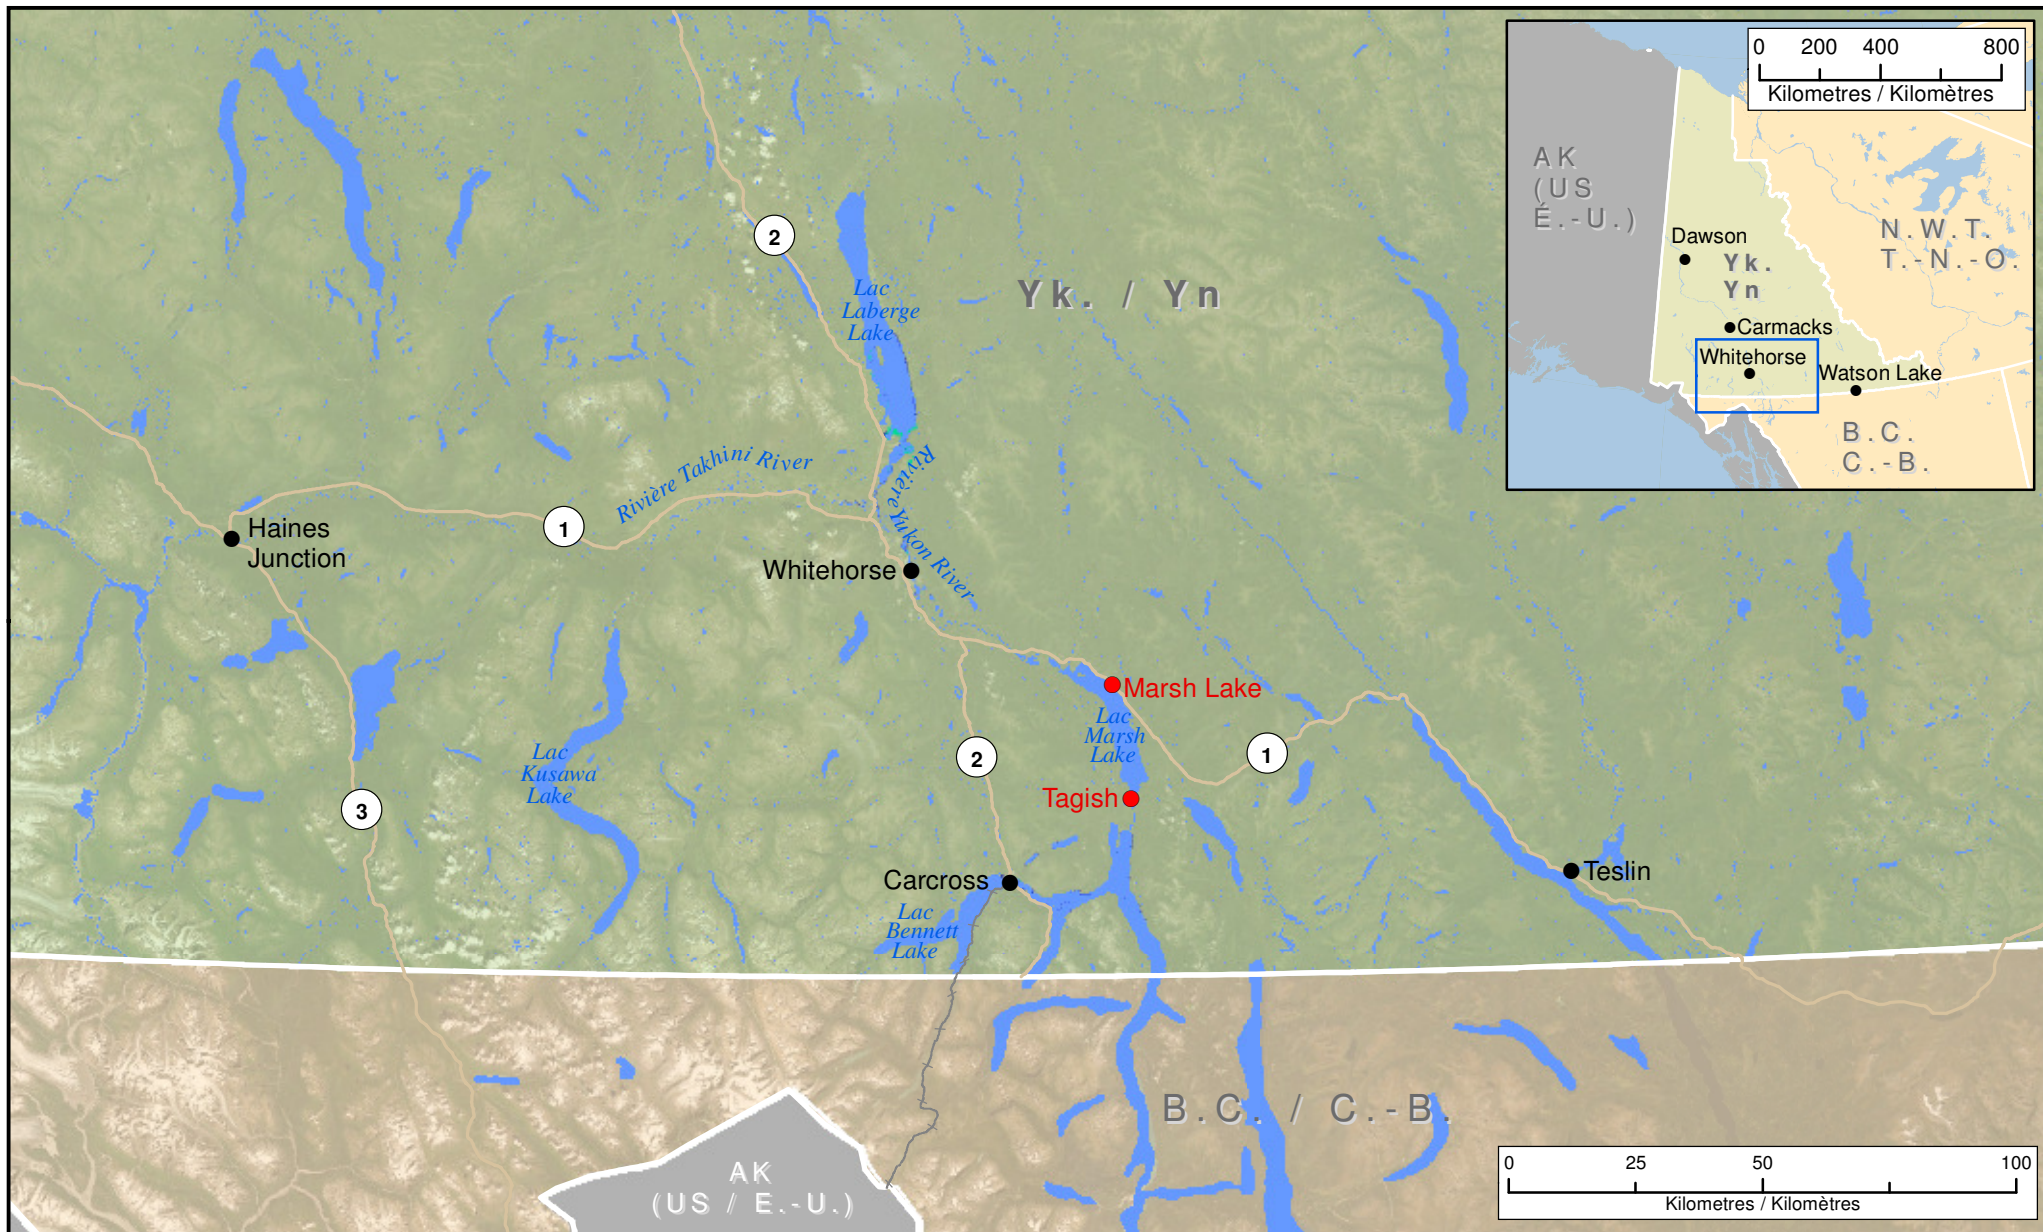 0 200 400 800
Kilometres / Kilomètres
AK
(US
É.-U.)
N.W.T.
T.-N.-O.
Dawson
Yk.
Yn
Carmacks
Whitehorse
Watson Lake
B.C.
C.-B.
2
Lac
Laberge
Lake
Yk. / Yn
Rivière Takhini River
Rivière Yukon River
1
Haines
Junction
Whitehorse
Marsh Lake
Lac
Marsh
Lake
Lac
Kusawa
Lake
2
1
3
Tagish
Carcross
Teslin
Lac
Bennett
Lake
B.C. / C.-B.
AK
(US / E.-U.)
0 25 50 100
Kilometres / Kilomètres